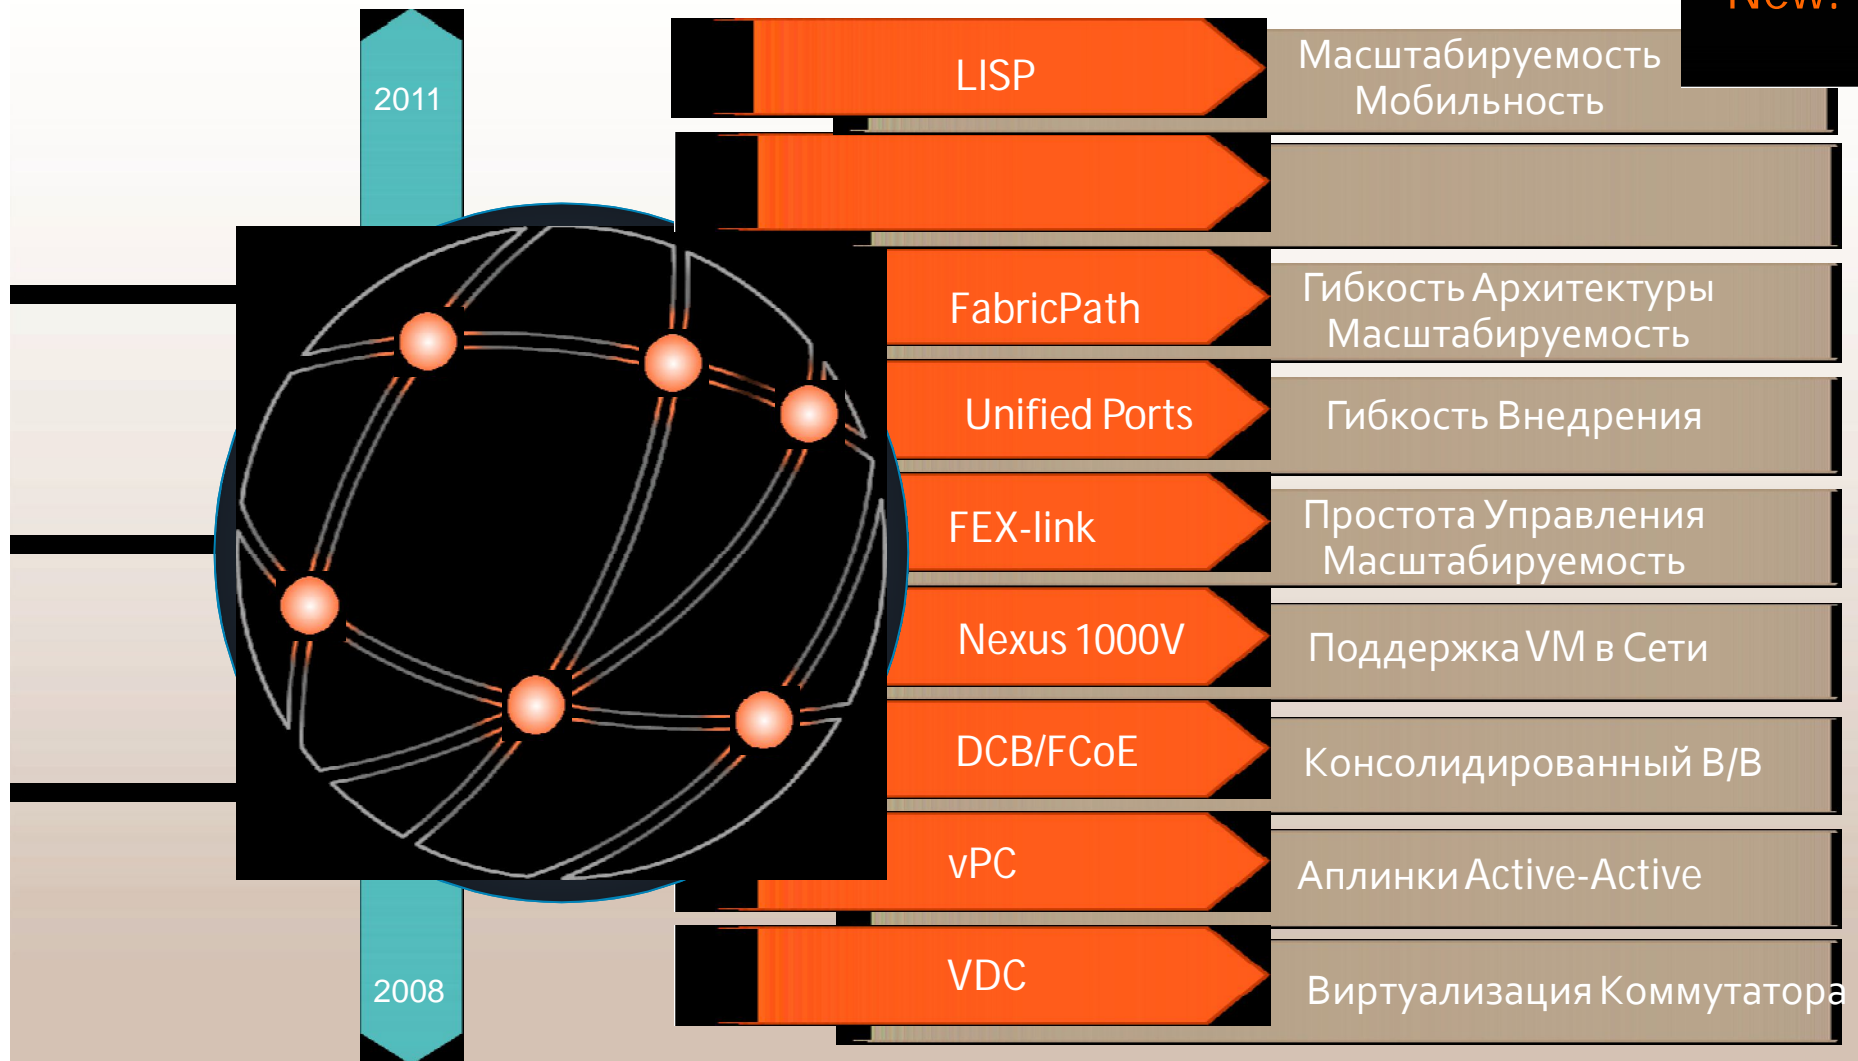 New!
2011
LISP
Масштабируемость
Мобильность
FabricPath
Гибкость Архитектуры
Масштабируемость
Unified Ports
Гибкость Внедрения
FEX-link
Простота Управления
Масштабируемость
Nexus 1000V
Поддержка VM в Сети
DCB/FCoE
Консолидированный В/В
vPC
Аплинки Active-Active
2008
VDC
Виртуализация Коммутатора